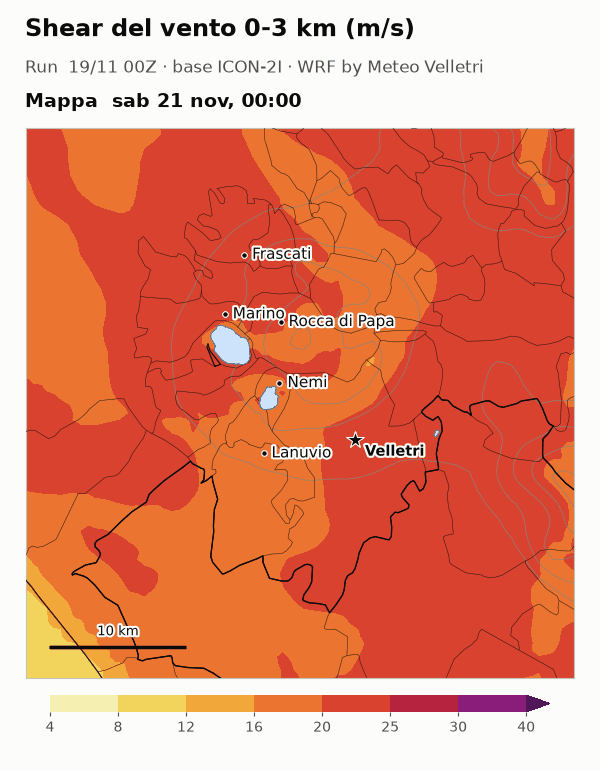 Shear del vento 0-3 km (m/s)
Run  19/11 00Z · base ICON-2I · WRF by Meteo Velletri
Mappa  sab 21 nov, 00:00
Frascati
Marino
Rocca di Papa
Nemi
Velletri
Lanuvio
10 km
4 8 12 16 20 25 30 40